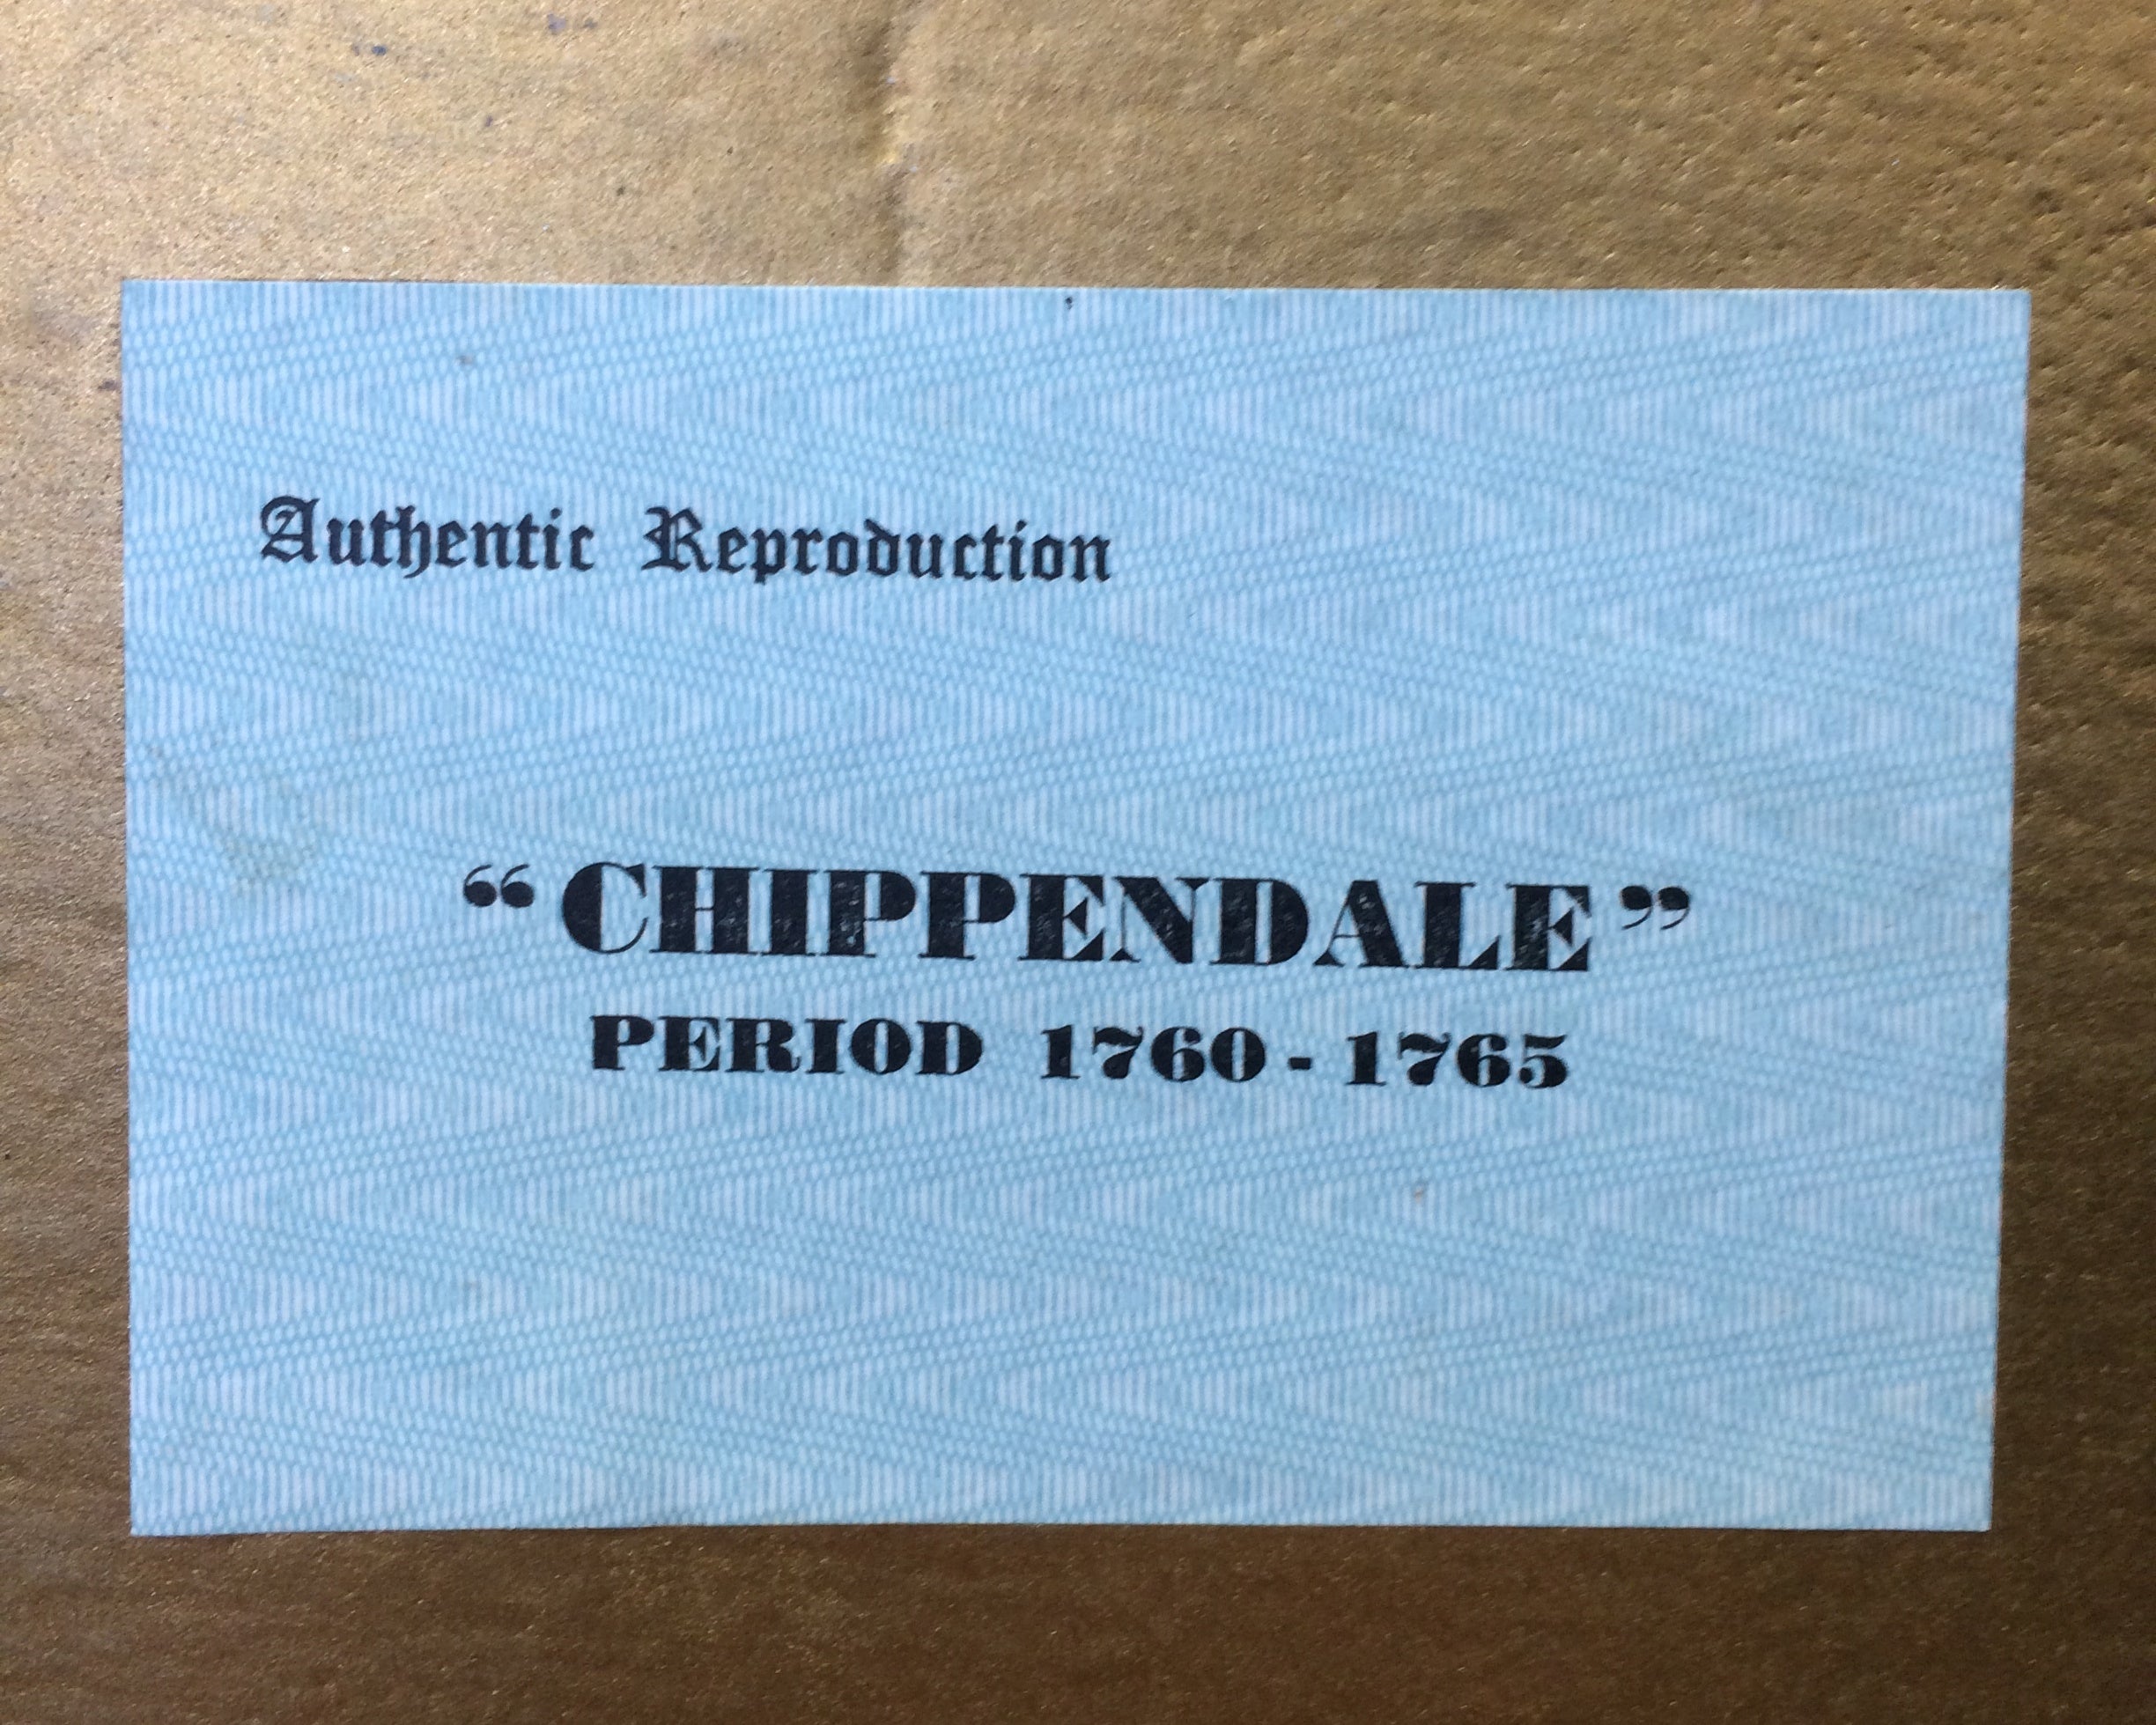 Authentic Reproduction
“CHIPPENDALE”
PERIOD 1760 - 1765